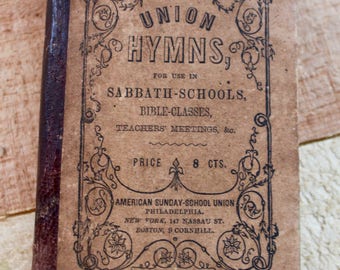 UNION
HYMNS,
FOR USE IN
SABBATH-SCHOOLS,
BIBLE-CLASSES,
TEACHERS' MEETINGS, &c.
PRICE 8 CTS.
AMERICAN SUNDAY-SCHOOL UNION
PHILADELPHIA.
NEW YORK, 147 NASSAU ST.
BOSTON, 9 CORNHILL.